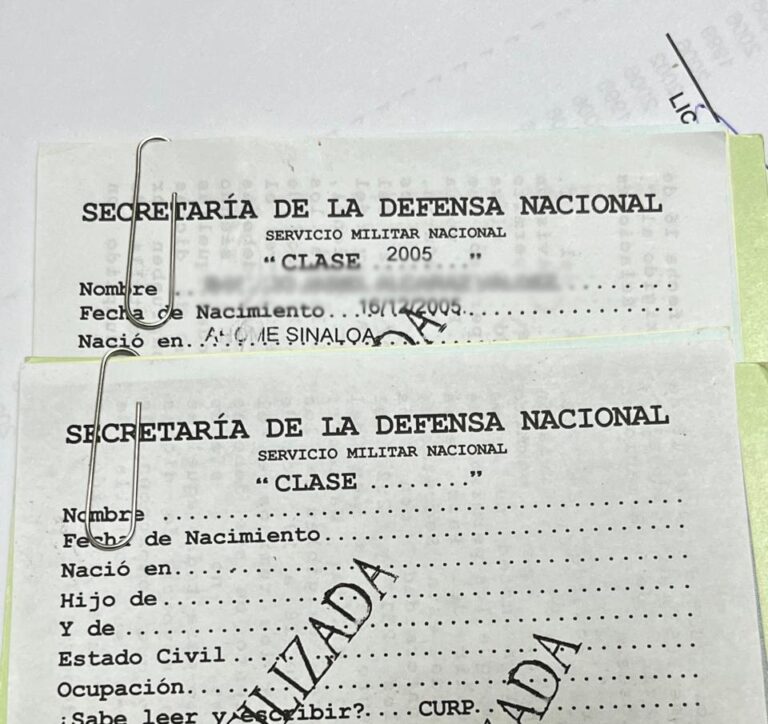 LIC
SECRETARÍA DE LA DEFENSA NACIONAL
SERVICIO MILITAR NACIONAL
“ CLASE 2005 ........ ”
Nombre ..
Fecha de Nacimiento...16/12/2005...
Nació en...AHOME SINALOA...
SECRETARÍA DE LA DEFENSA NACIONAL
SERVICIO MILITAR NACIONAL
“ CLASE ........ ”
Nombre ........................................
Fecha de Nacimiento............................
Nació en.......................................
Hijo de........................................
Y de ..........................................
Estado Civil ..................................
Ocupación......................................
¿Sabe leer y escribir?.... CURP................